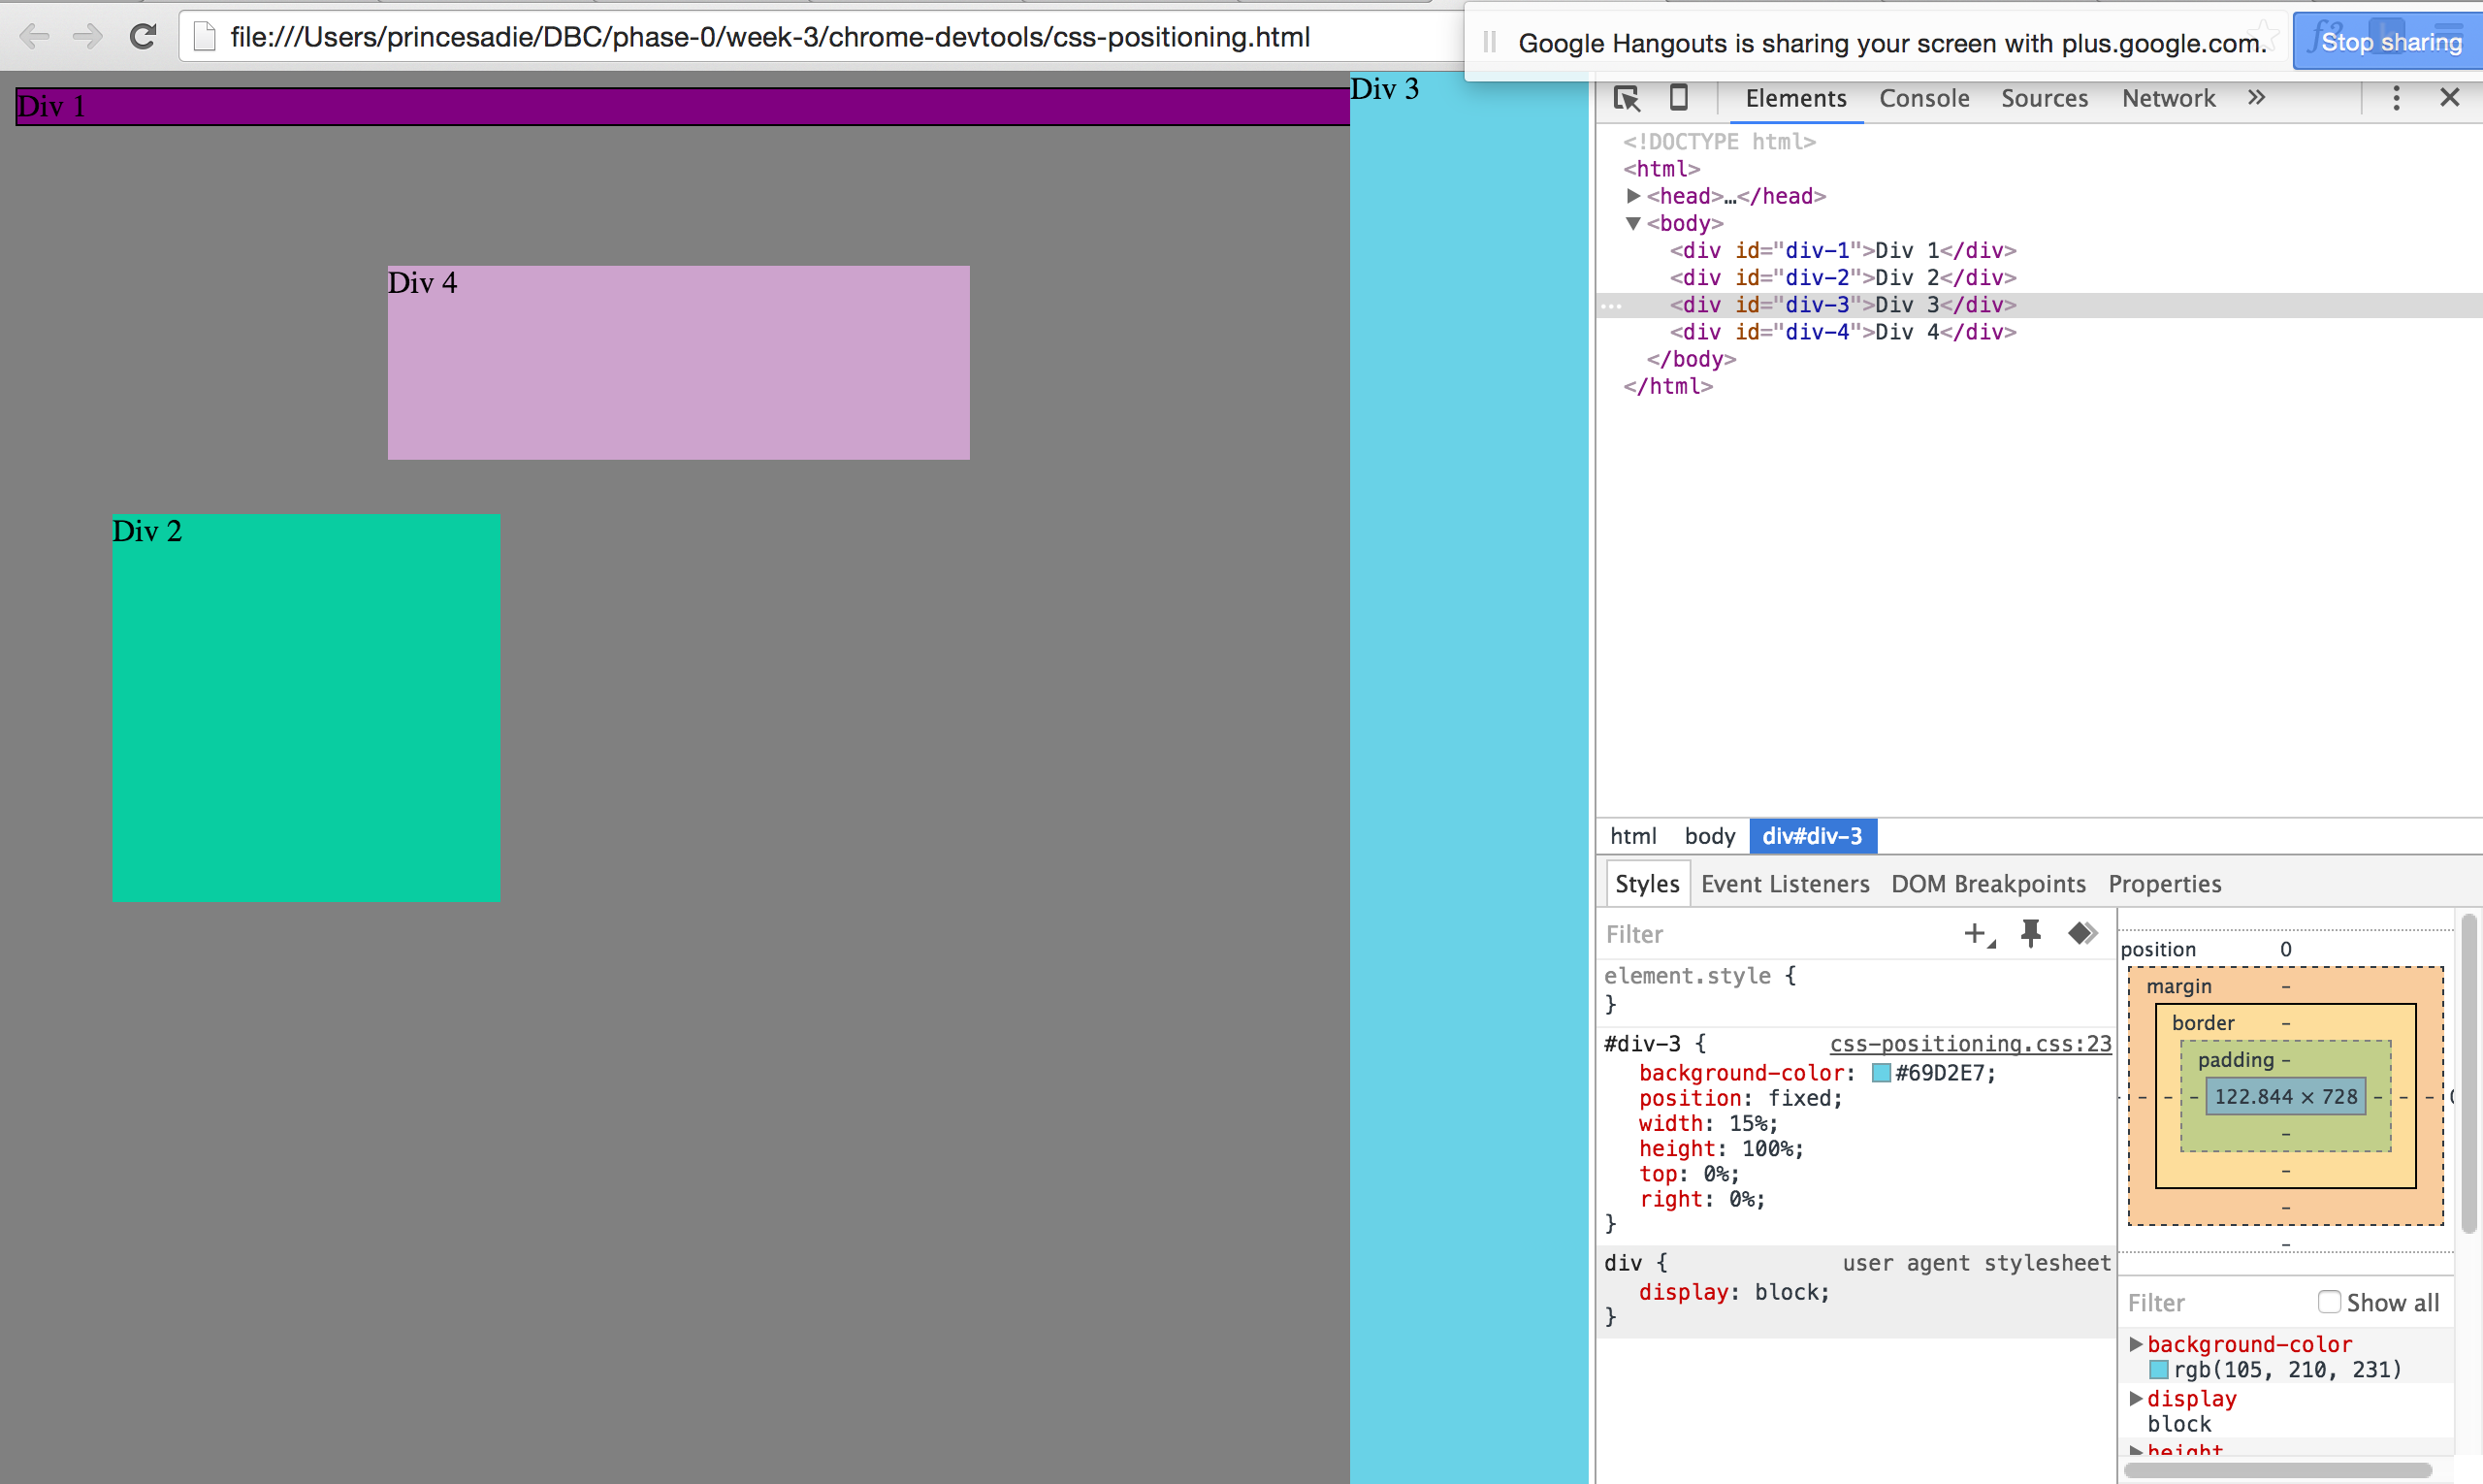 file:///Users/princesadie/DBC/phase-0/week-3/chrome-devtools/css-positioning.html
Google Hangouts is sharing your screen with plus.google.com.
Stop sharing
Div 1
Div 3
Div 4
Div 2
Elements Console Sources Network »
<!DOCTYPE html>
<html>
<head>…</head>
<body>
<div id="div-1">Div 1</div>
<div id="div-2">Div 2</div>
<div id="div-3">Div 3</div>
<div id="div-4">Div 4</div>
</body>
</html>
html body div#div-3
Styles Event Listeners DOM Breakpoints Properties
Filter
element.style {
}
#div-3 { css-positioning.css:23
background-color: #69D2E7;
position: fixed;
width: 15%;
height: 100%;
top: 0%;
right: 0%;
}
div { user agent stylesheet
display: block;
}
position 0
margin -
border -
padding -
- - - 122.844 × 728 - - -
-
-
-
-
Filter Show all
background-color
rgb(105, 210, 231)
display
block
height